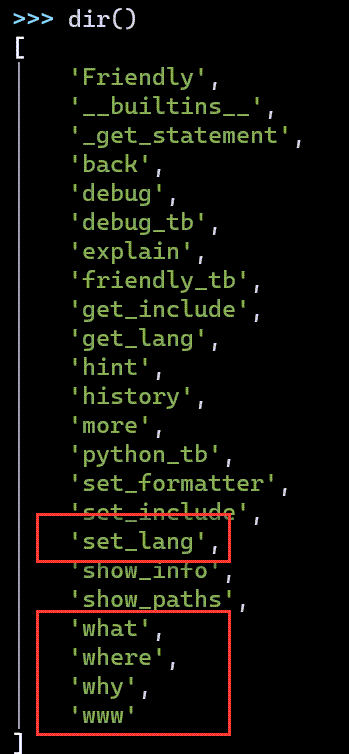 >>> dir()
[
'Friendly',
'__builtins__',
'_get_statement',
'back',
'debug',
'debug_tb',
'explain',
'friendly_tb',
'get_include',
'get_lang',
'hint',
'history',
'more',
'python_tb',
'set_formatter',
'set_include',
'set_lang',
'show_info',
'show_paths',
'what',
'where',
'why',
'www'
]